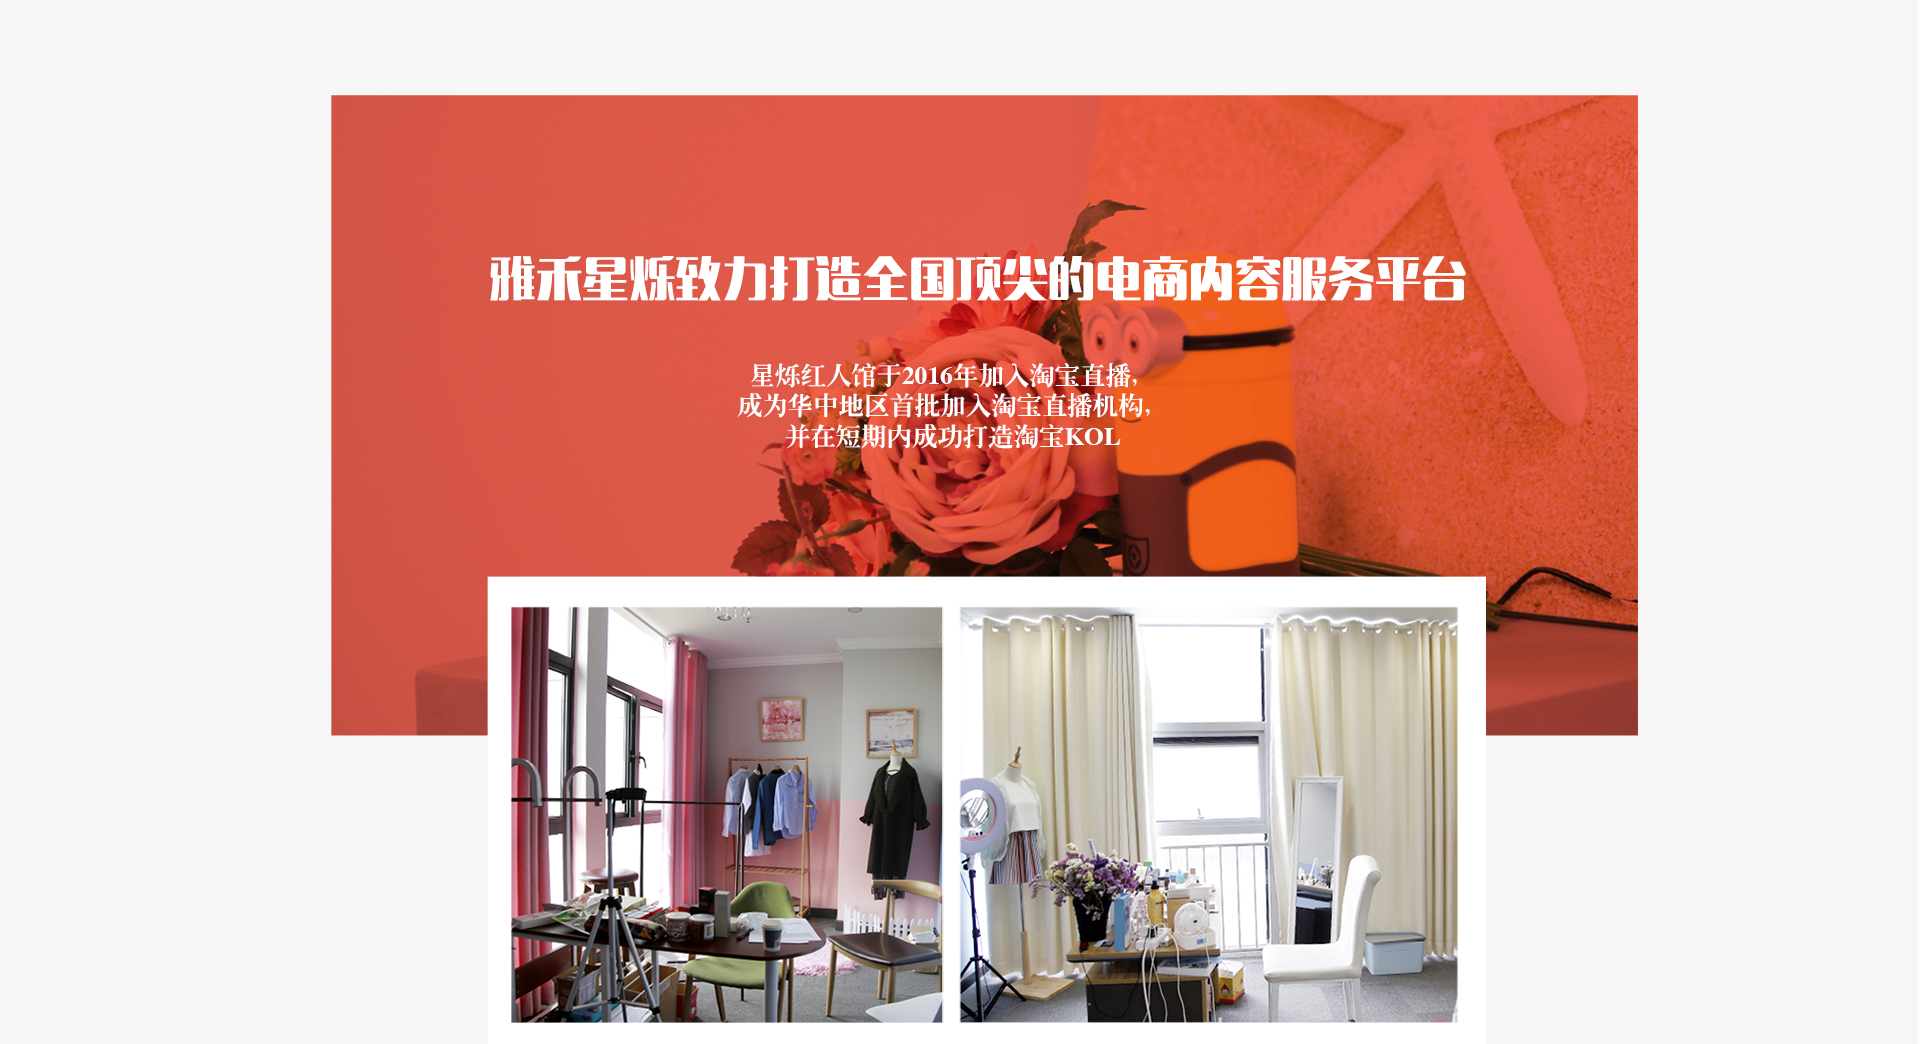 雅禾星烁致力打造全国顶尖的电商内容服务平台
星烁红人馆于2016年加入淘宝直播,
成为华中地区首批加入淘宝直播机构,
并在短期内成功打造淘宝KOL